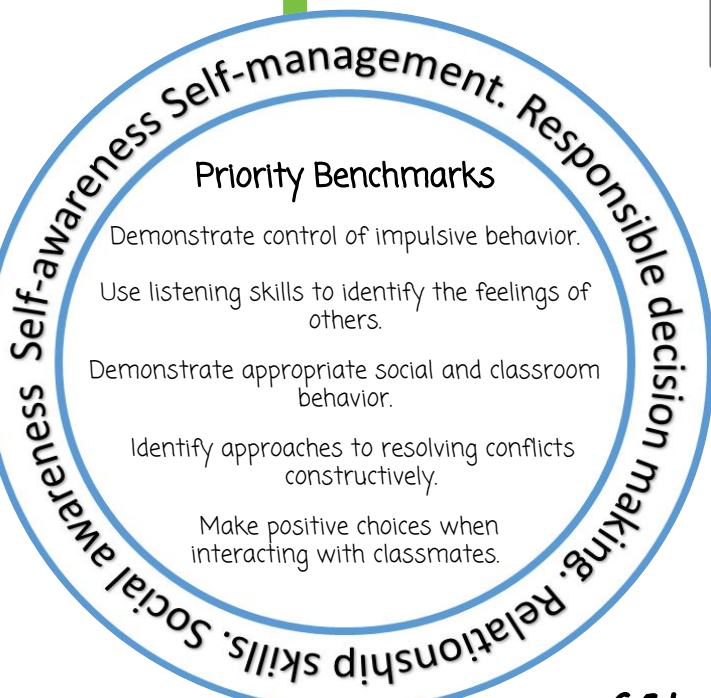 Self-awareness Self-management. Responsible decision making. Relationship skills. Social awareness
Priority Benchmarks
Demonstrate control of impulsive behavior.
Use listening skills to identify the feelings of
others.
Demonstrate appropriate social and classroom
behavior.
Identify approaches to resolving conflicts
constructively.
Make positive choices when
interacting with classmates.